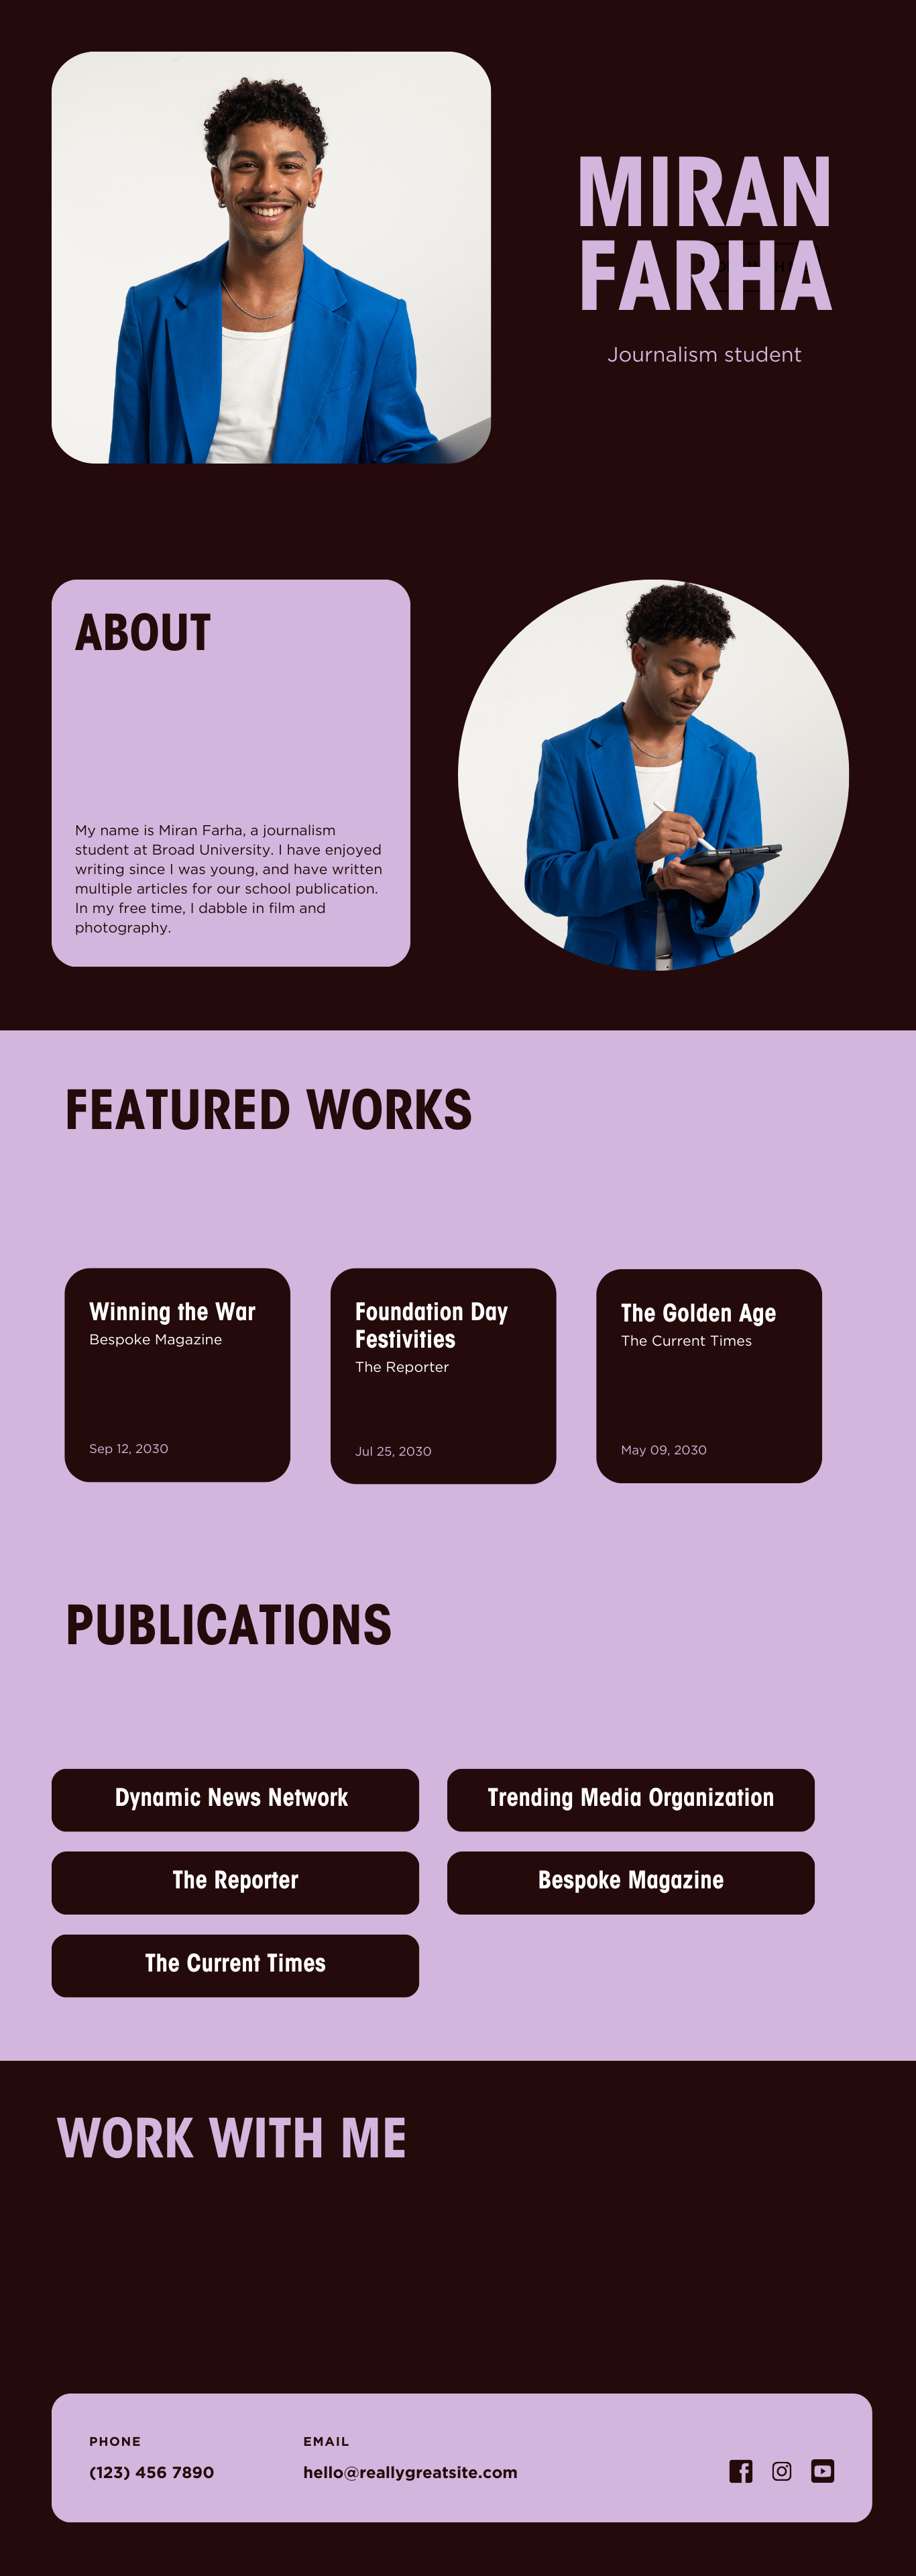 MIRAN
FARHA
Journalism student
ABOUT
My name is Miran Farha, a journalism
student at Broad University. I have enjoyed
writing since I was young, and have written
multiple articles for our school publication.
In my free time, I dabble in film and
photography.
FEATURED WORKS
Winning the War
Bespoke Magazine
Sep 12, 2030
Foundation Day
Festivities
The Reporter
Jul 25, 2030
The Golden Age
The Current Times
May 09, 2030
PUBLICATIONS
Dynamic News Network
Trending Media Organization
The Reporter
Bespoke Magazine
The Current Times
WORK WITH ME
PHONE
(123) 456 7890
EMAIL
hello@reallygreatsite.com